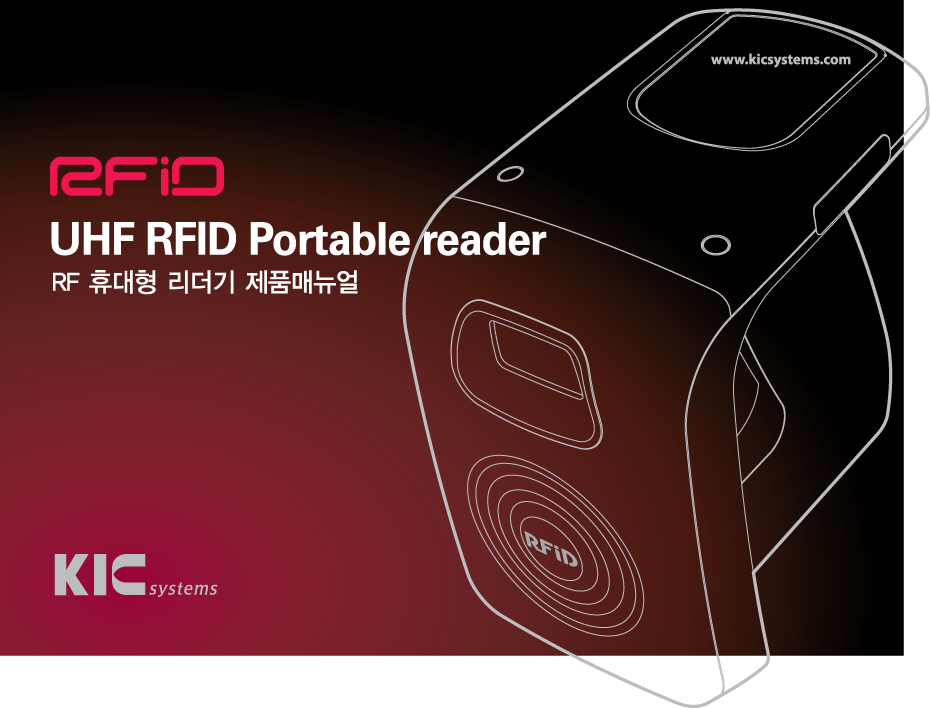 www.kicsystems.com
RFiD
UHF RFID Portable reader
RF 휴대형 리더기 제품매뉴얼
RFiD
KIC systems